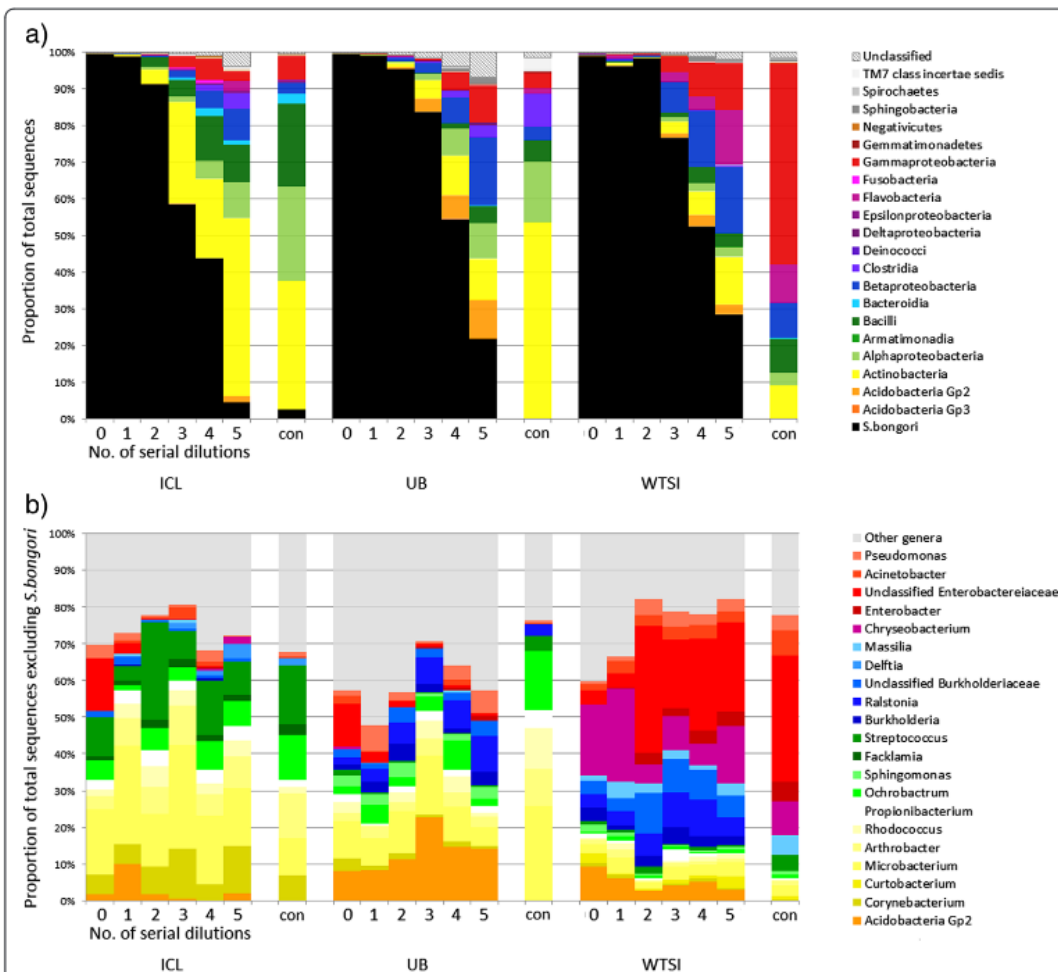 a)
Proportion of total sequences
100%
90%
80%
70%
60%
50%
40%
30%
20%
10%
0%
0 1 2 3 4 5 con
0 1 2 3 4 5 con
0 1 2 3 4 5 con
No. of serial dilutions
ICL UB WTSI
Unclassified
TM7 class incertae sedis
Spirochaetes
Sphingobacteria
Negativicutes
Gemmatimonadetes
Gammaproteobacteria
Fusobacteria
Flavobacteria
Epsilonproteobacteria
Deltaproteobacteria
Deinococci
Clostridia
Betaproteobacteria
Bacteroidia
Bacilli
Armatimonadia
Alphaproteobacteria
Actinobacteria
Acidobacteria Gp2
Acidobacteria Gp3
S.bongori
b)
Proportion of total sequences excluding S.bongori
100%
90%
80%
70%
60%
50%
40%
30%
20%
10%
0%
0 1 2 3 4 5 con
0 1 2 3 4 5 con
0 1 2 3 4 5 con
No. of serial dilutions
ICL UB WTSI
Other genera
Pseudomonas
Acinetobacter
Unclassified Enterobactereiaceae
Enterobacter
Chryseobacterium
Massilia
Delftia
Unclassified Burkholderiaceae
Ralstonia
Burkholderia
Streptococcus
Facklamia
Sphingomonas
Ochrobactrum
Propionibacterium
Rhodococcus
Arthrobacter
Microbacterium
Curtobacterium
Corynebacterium
Acidobacteria Gp2